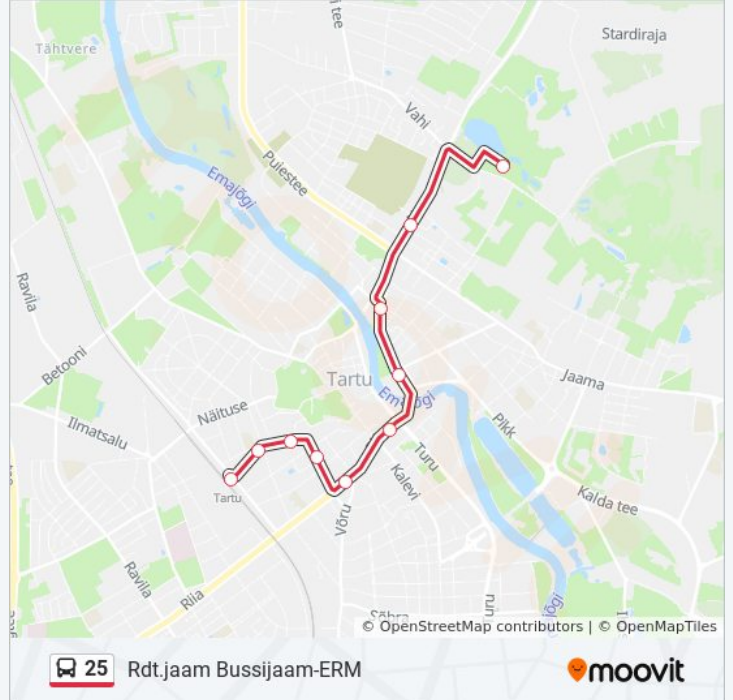 i tee
Stardiraja
Tähtvere
Vahi
Puiestee
Emajõgi
Ravila
Betooni
Tartu
Jaama
Emajõgi
Näituse
Pikk
Ilmatsalu
Turu
Kalevi
Kalda tee
Tartu
Võru
Ravila
Riia
© OpenStreetMap contributors | © OpenMapTiles
25 Rdt.jaam Bussijaam-ERM
moovit